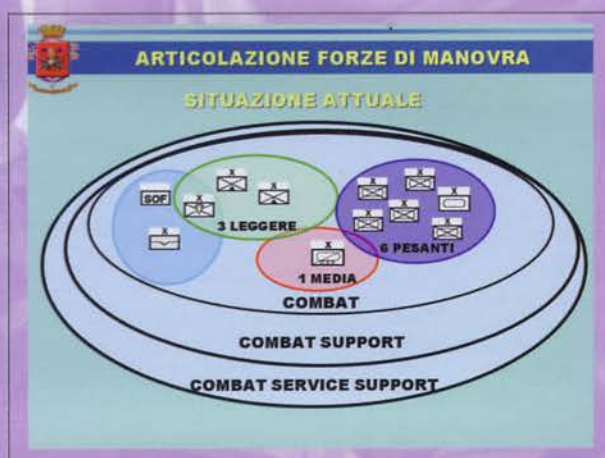 ARTICOLAZIONE FORZE DI MANOVRA
SITUAZIONE ATTUALE
X
X
X
X
X
SOF
X
X
X
X
X
X
3 LEGGERE
X
X
6 PESANTI
1 MEDIA
COMBAT
COMBAT SUPPORT
COMBAT SERVICE SUPPORT